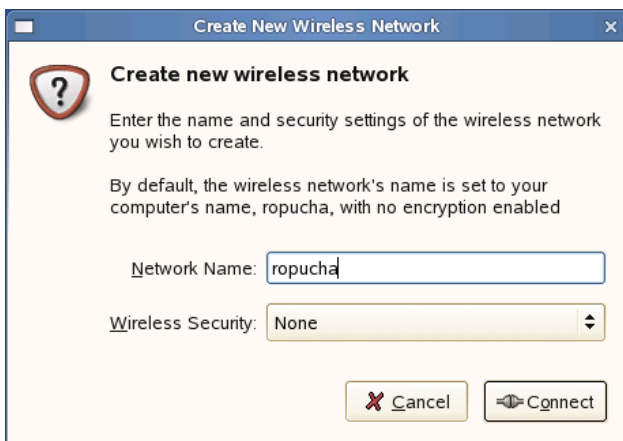 Create New Wireless Network
Create new wireless network
Enter the name and security settings of the wireless network
you wish to create.
By default, the wireless network's name is set to your
computer's name, ropucha, with no encryption enabled
Network Name: ropucha
Wireless Security: None
Cancel Connect